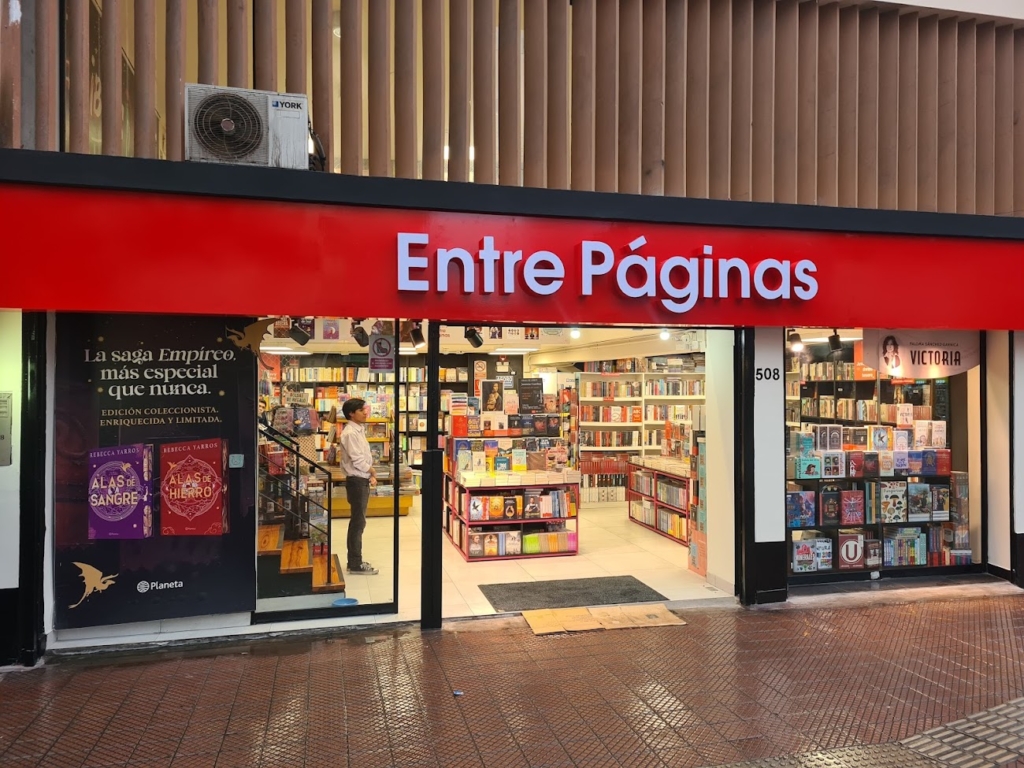 YORK
Entre Páginas
508
La saga Empíreo,
más especial
que nunca.
EDICIÓN COLECCIONISTA,
ENRIQUECIDA Y LIMITADA.
REBECCA YARROS
ALAS DE
SANGRE
REBECCA YARROS
ALAS DE
HIERRO
Planeta
VICTORIA